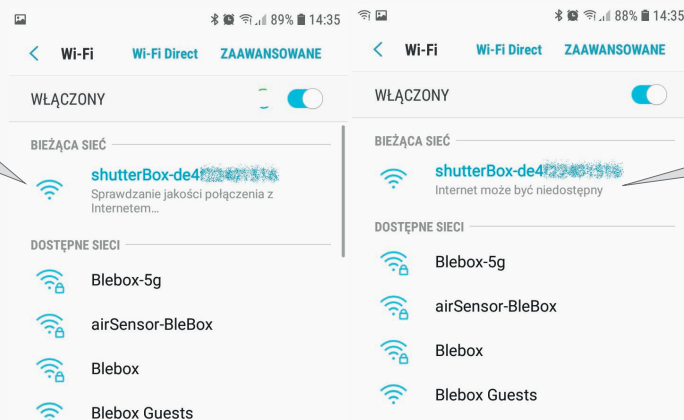 89% 14:35
Wi-Fi Wi-Fi Direct ZAAWANSOWANE
WŁĄCZONY
BIEŻĄCA SIEĆ
shutterBox-de4
Sprawdzanie jakości połączenia z
Internetem...
DOSTĘPNE SIECI
Blebox-5g
airSensor-BleBox
Blebox
Blebox Guests
88% 14:35
Wi-Fi Wi-Fi Direct ZAAWANSOWANE
WŁĄCZONY
BIEŻĄCA SIEĆ
shutterBox-de4
Internet może być niedostępny
DOSTĘPNE SIECI
Blebox-5g
airSensor-BleBox
Blebox
Blebox Guests